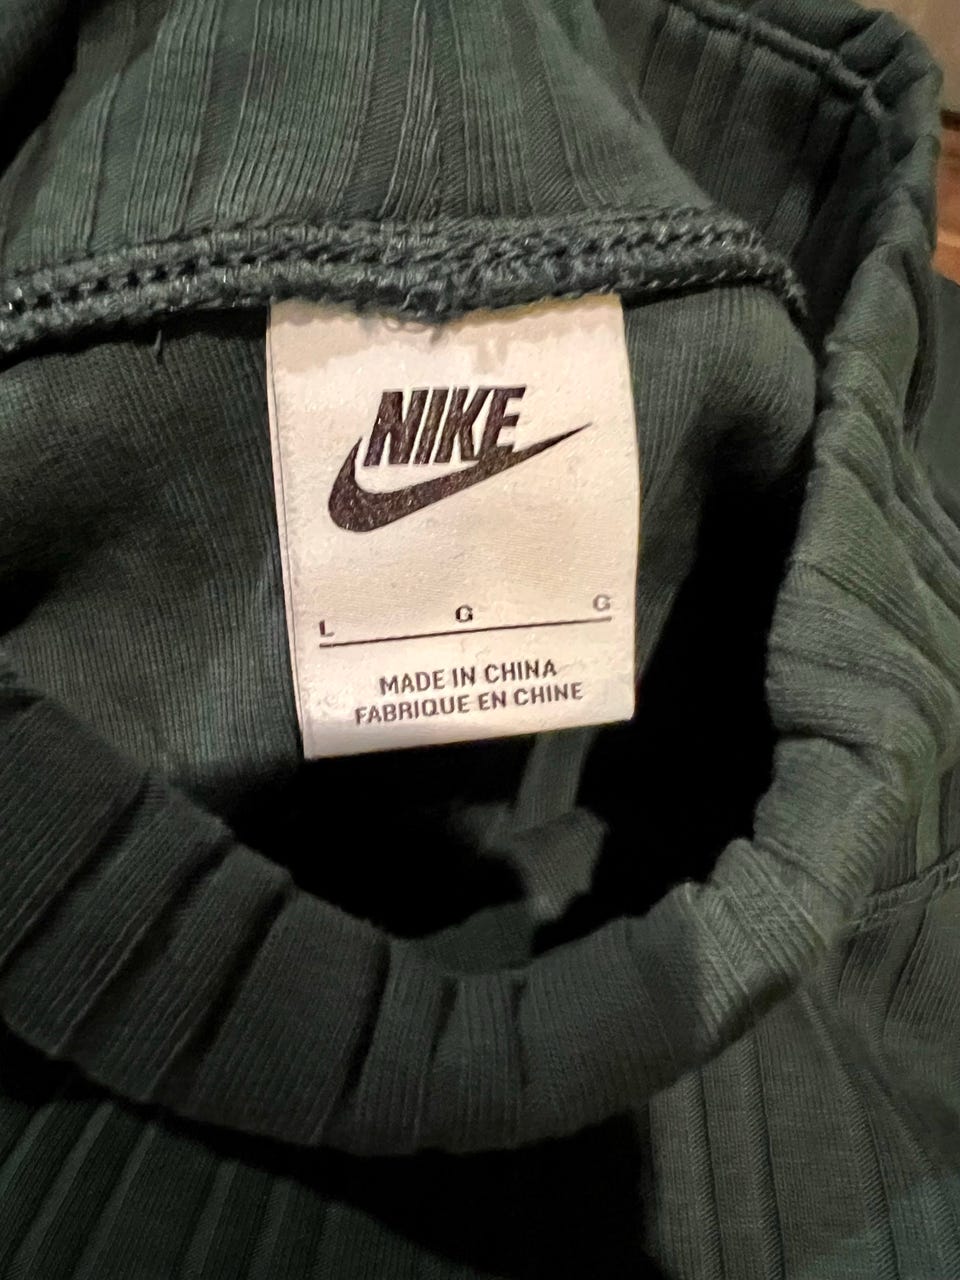 NIKE
L G G
MADE IN CHINA
FABRIQUE EN CHINE